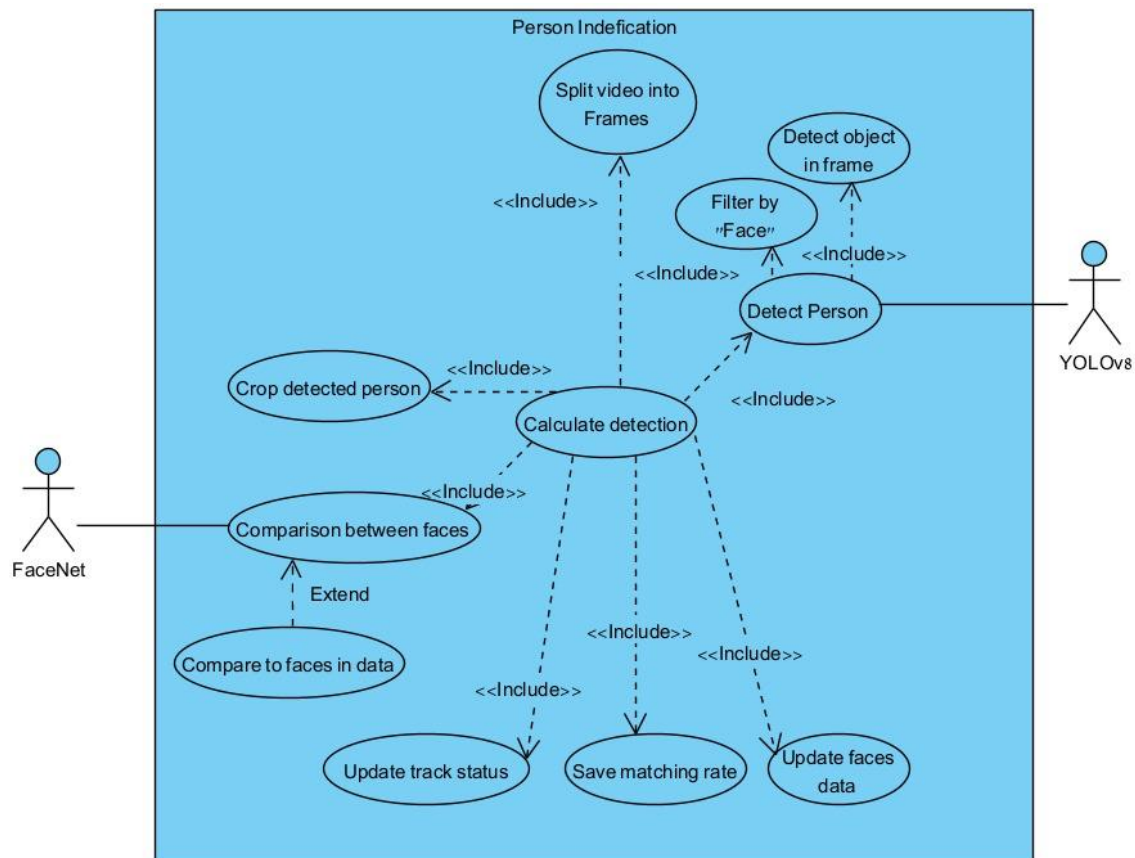 Person Indefication
Split video into
Frames
Detect object
in frame
<<Include>>
Filter by
"Face"
<<Include>>
<<Include>>
Detect Person
YOLOv8
<<Include>>
Crop detected person
<<Include>>
Calculate detection
<<Include>>
Comparison between faces
FaceNet
Extend
Compare to faces in data
<<Include>>
<<Include>>
<<Include>>
Update track status
Save matching rate
Update faces
data